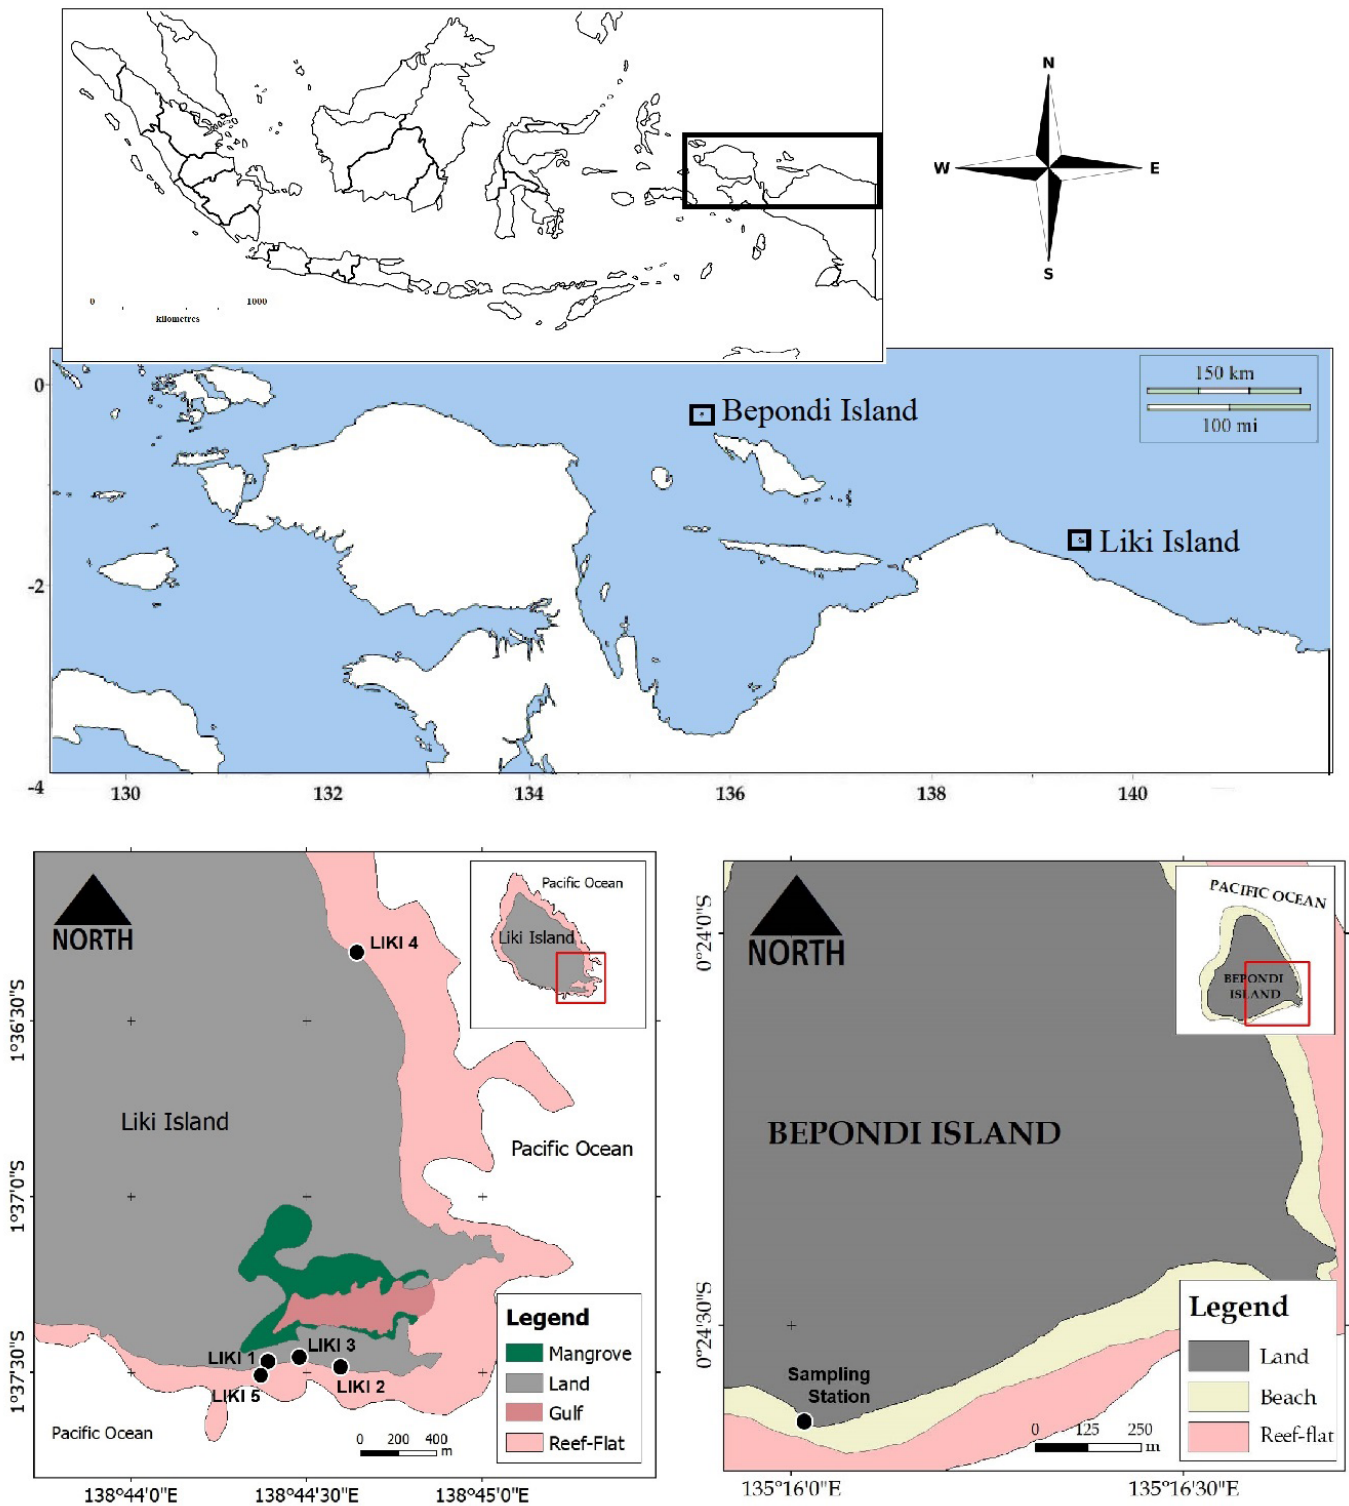 N
W
E
S
0 1000
kilometres
150 km
100 mi
0
Bepondi Island
Liki Island
-2
-4
130 132 134 136 138 140
NORTH
LIKI 4
Pacific Ocean
Liki Island
1°36'30"S
Liki Island
Pacific Ocean
1°37'0"S
LIKI 3
LIKI 1
LIKI 2
LIKI 5
1°37'30"S
Pacific Ocean
0 200 400
m
Legend
Mangrove
Land
Gulf
Reef-Flat
138°44'0"E 138°44'30"E 138°45'0"E
NORTH
PACIFIC OCEAN
BEPONDI
ISLAND
0°24'0"S
BEPONDI ISLAND
0°24'30"S
Sampling
Station
0 125 250
m
Legend
Land
Beach
Reef-flat
135°16'0"E 135°16'30"E